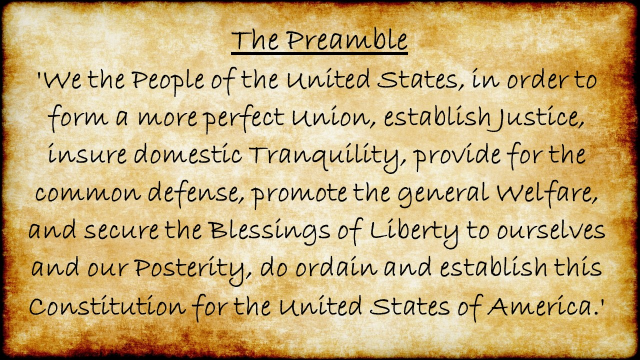 The Preamble
'We the People of the United States, in order to
form a more perfect Union, establish Justice,
insure domestic Tranquility, provide for the
common defense, promote the general Welfare,
and secure the Blessings of Liberty to ourselves
and our Posterity, do ordain and establish this
Constitution for the United States of America.'